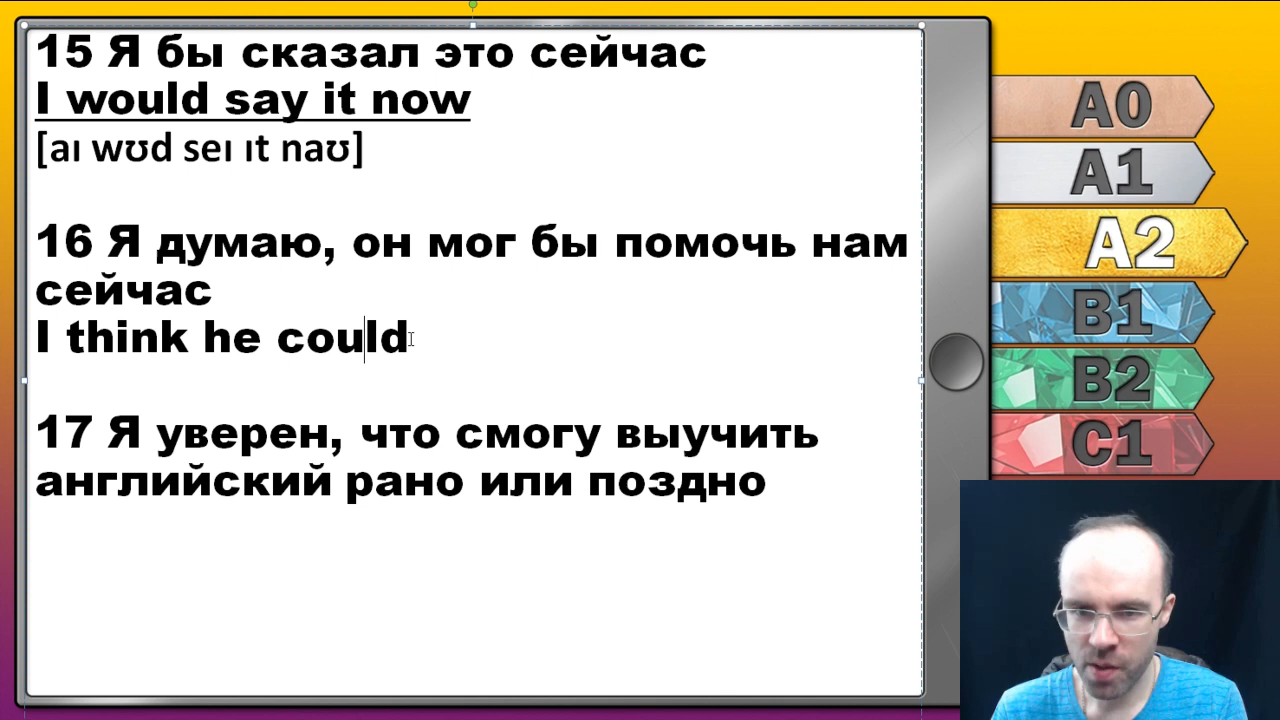 15 Я бы сказал это сейчас
I would say it now
[aɪ wʊd seɪ ɪt naʊ]
16 Я думаю, он мог бы помочь нам
сейчас
I think he could
17 Я уверен, что смогу выучить
английский рано или поздно
A0
A1
A2
B1
B2
C1